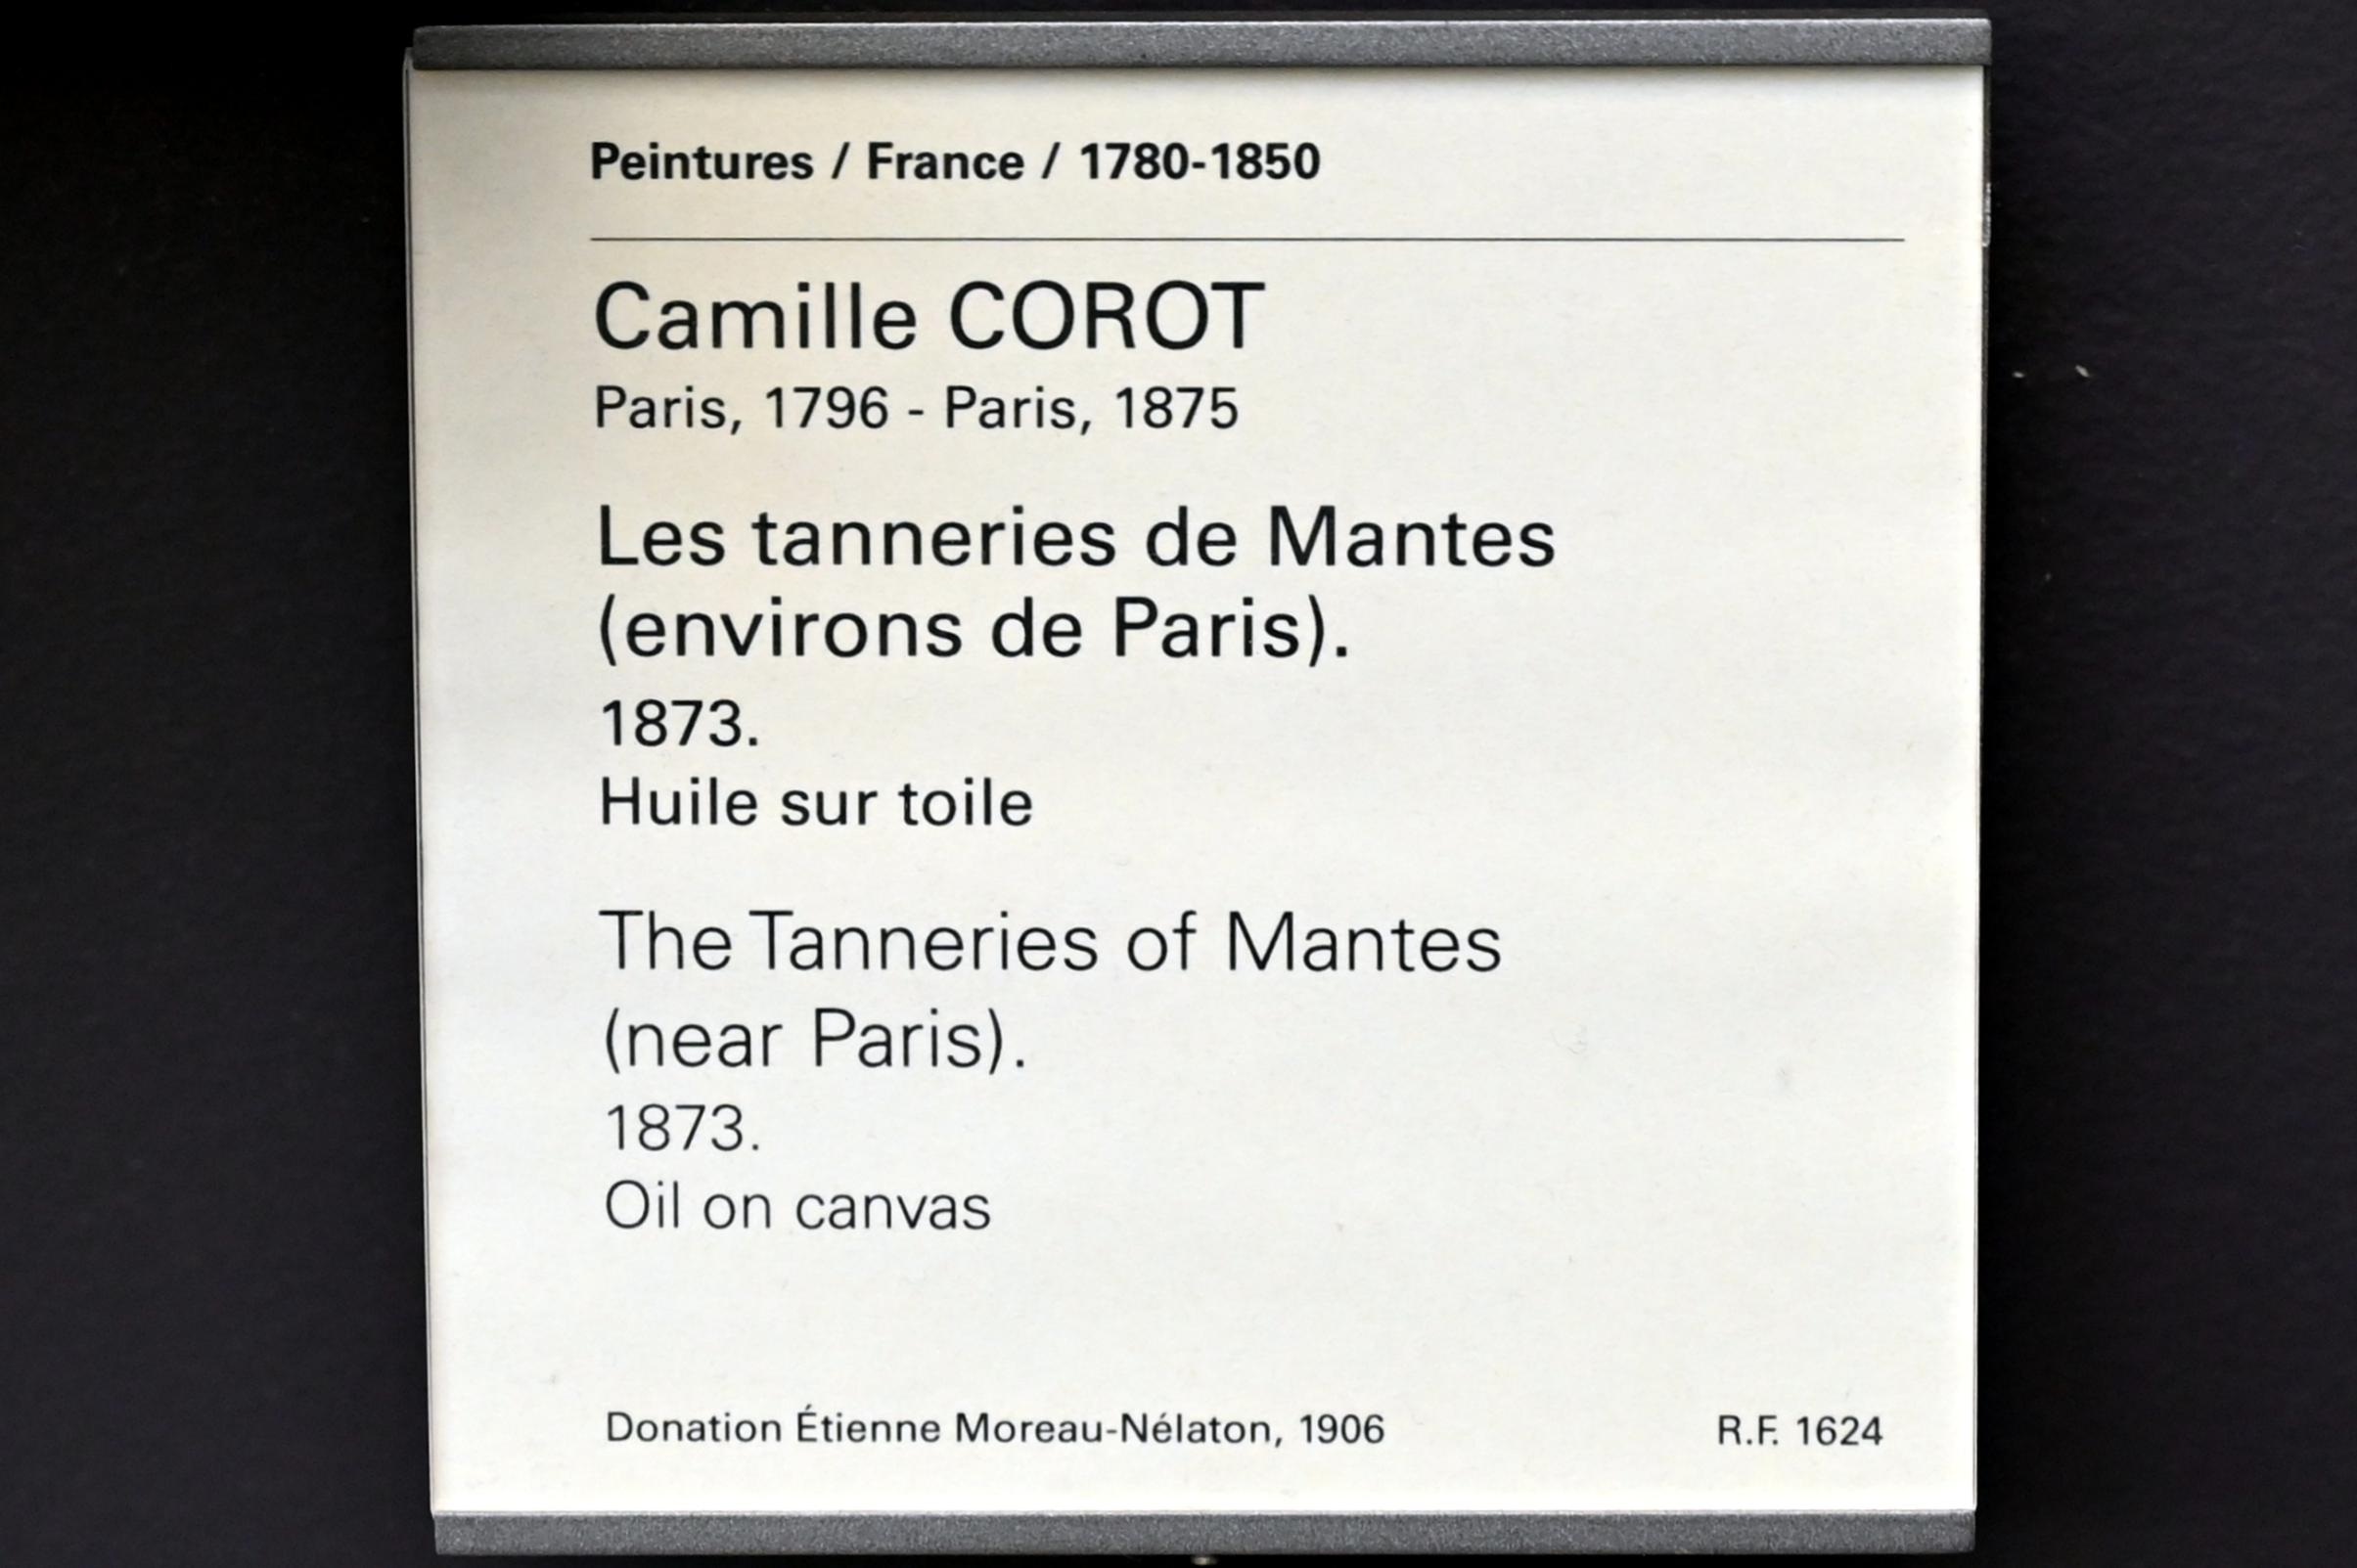 Peintures / France / 1780-1850
Camille COROT
Paris, 1796 - Paris, 1875
Les tanneries de Mantes
(environs de Paris).
1873.
Huile sur toile
The Tanneries of Mantes
(near Paris).
1873.
Oil on canvas
Donation Étienne Moreau-Nélaton, 1906 R.F. 1624